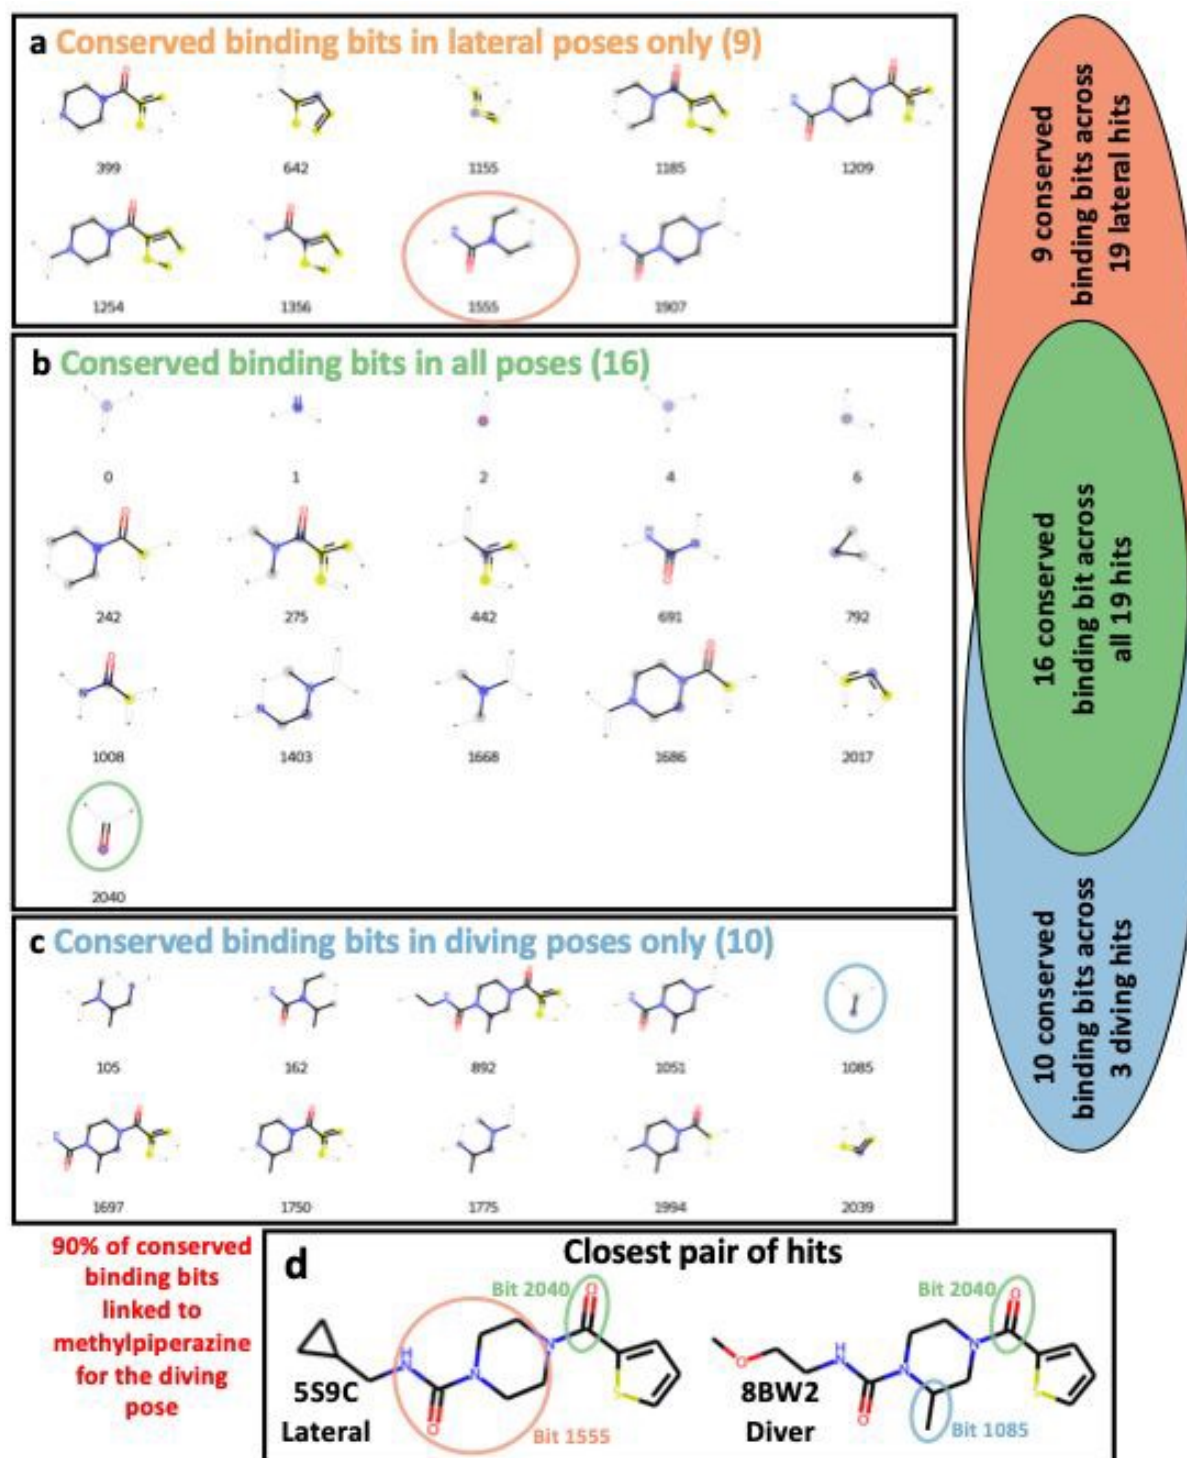 a Conserved binding bits in lateral poses only (9)
399 642 1155 1185 1209
1254 1356 1555 1907
b Conserved binding bits in all poses (16)
0 1 2 4 6
242 275 442 691 792
1008 1403 1668 1686 2017
2040
c Conserved binding bits in diving poses only (10)
105 162 892 1051 1085
1697 1750 1775 1994 2039
9 conserved
binding bits across
19 lateral hits
16 conserved
binding bit across
all 19 hits
10 conserved
binding bits across
3 diving hits
90% of conserved
binding bits
linked to
methylpiperazine
for the diving
pose
d Closest pair of hits
Bit 2040
O
H
N
N
N
O
S
5S9C
Lateral
Bit 1555
Bit 2040
O
O
H
N
N
N
O
S
8BW2
Diver
Bit 1085